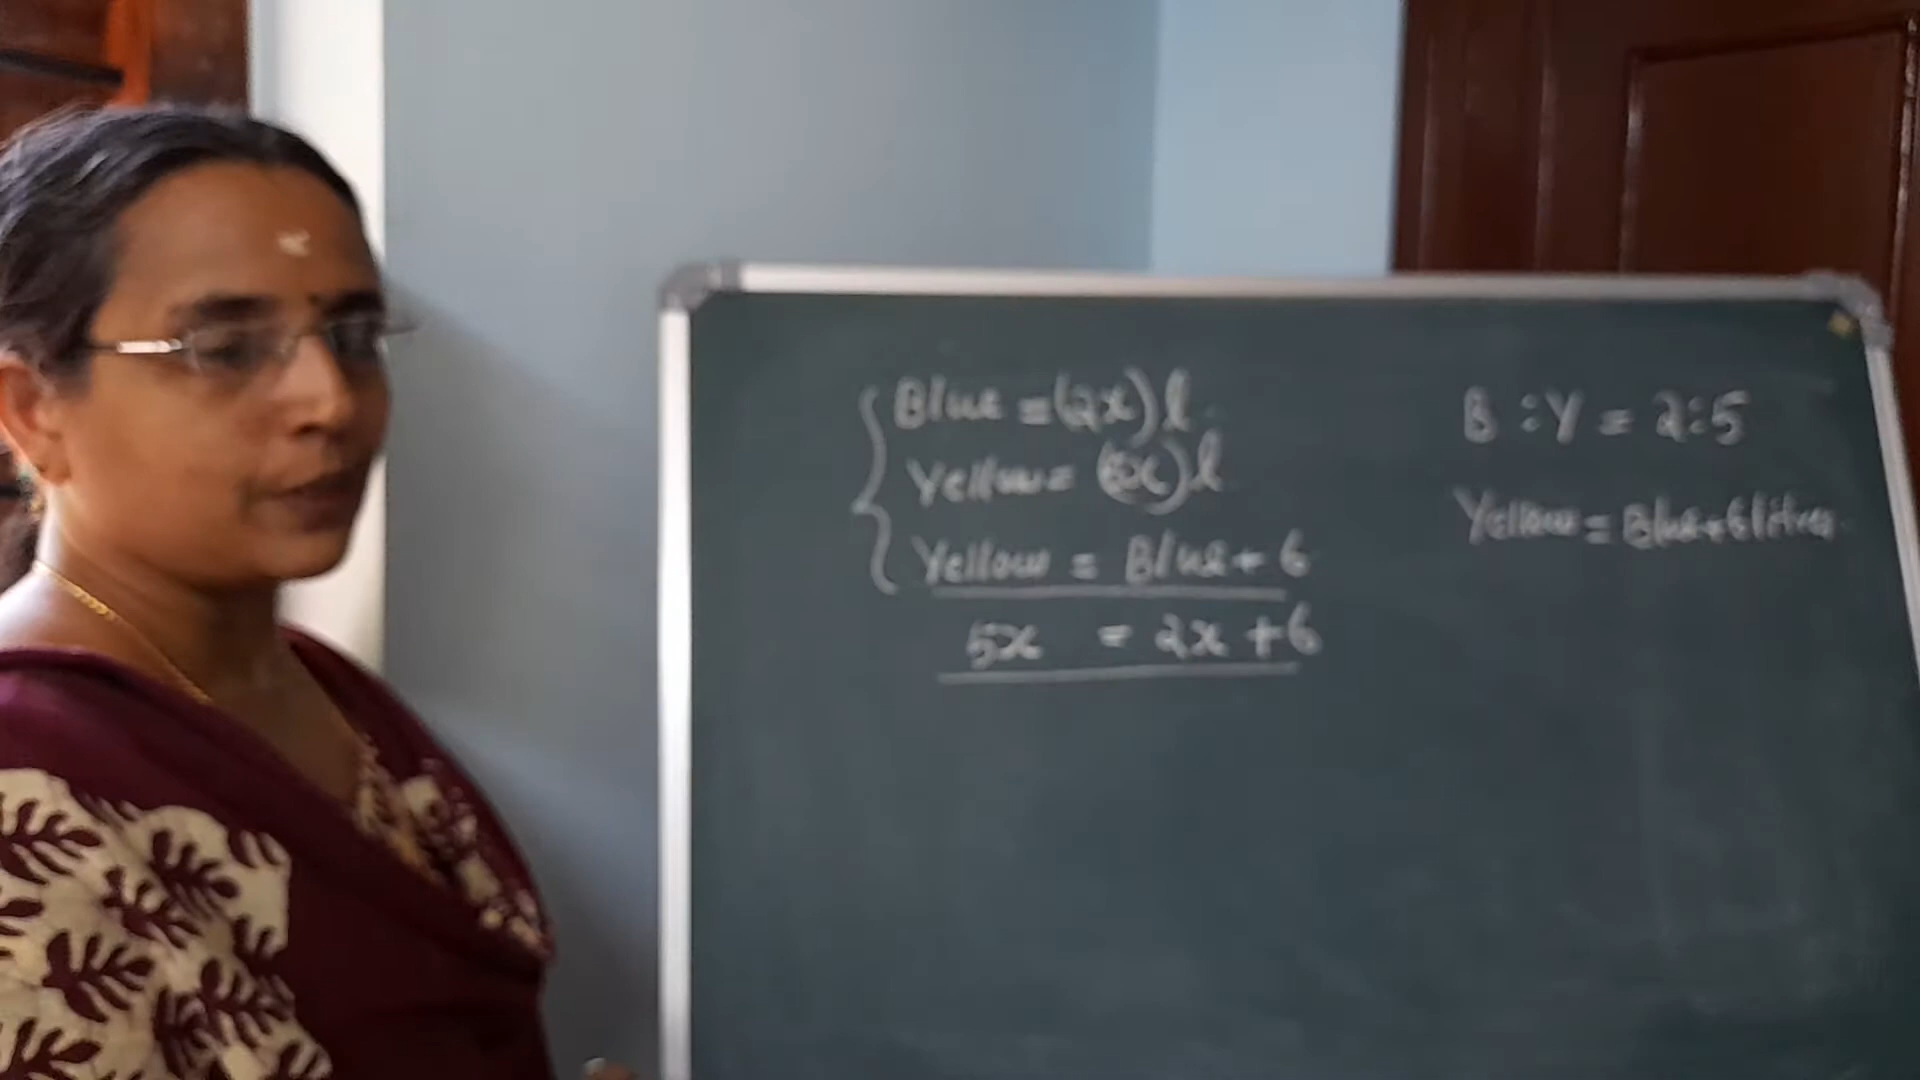 Blue = (2x) l
Yellow = (5x) l
Yellow = Blue + 6
5x = 2x + 6
B : Y = 2:5
Yellow = Blue + 6 litres